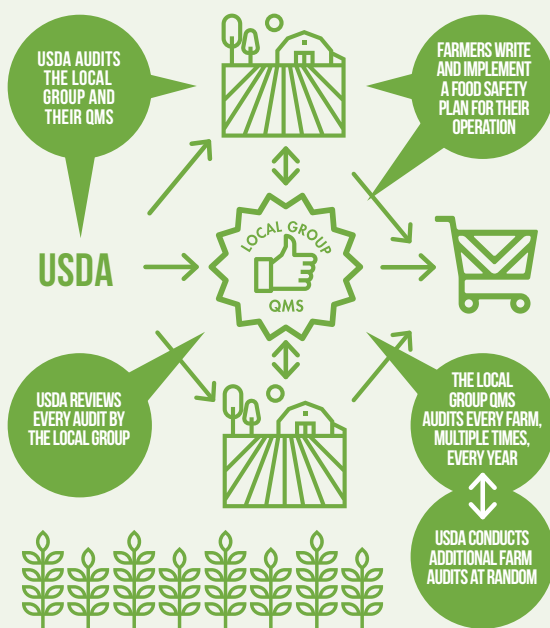 USDA AUDITS
THE LOCAL
GROUP AND
THEIR QMS
FARMERS WRITE
AND IMPLEMENT
A FOOD SAFETY
PLAN FOR THEIR
OPERATION
USDA
LOCAL GROUP
QMS
USDA REVIEWS
EVERY AUDIT BY
THE LOCAL GROUP
THE LOCAL
GROUP QMS
AUDITS EVERY FARM,
MULTIPLE TIMES,
EVERY YEAR
USDA CONDUCTS
ADDITIONAL FARM
AUDITS AT RANDOM